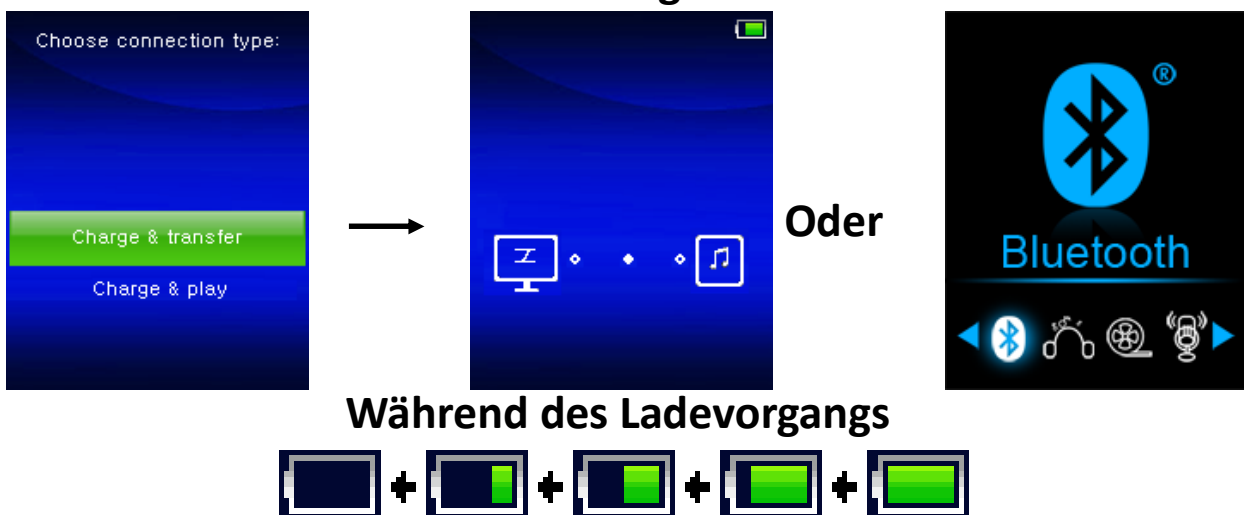 Choose connection type:
Charge & transfer
Charge & play
Oder
®
Bluetooth
Während des Ladevorgangs